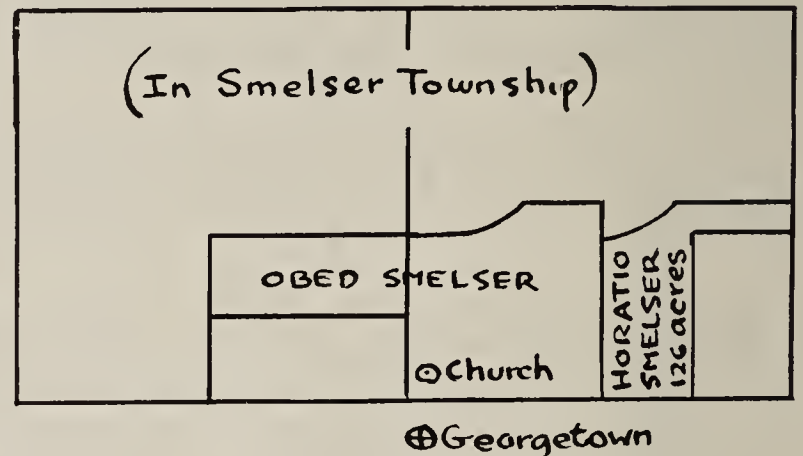 (In Smelser Township)
OBED SMELSER
HORATIO
SMELSER
126 acres
Church
Georgetown